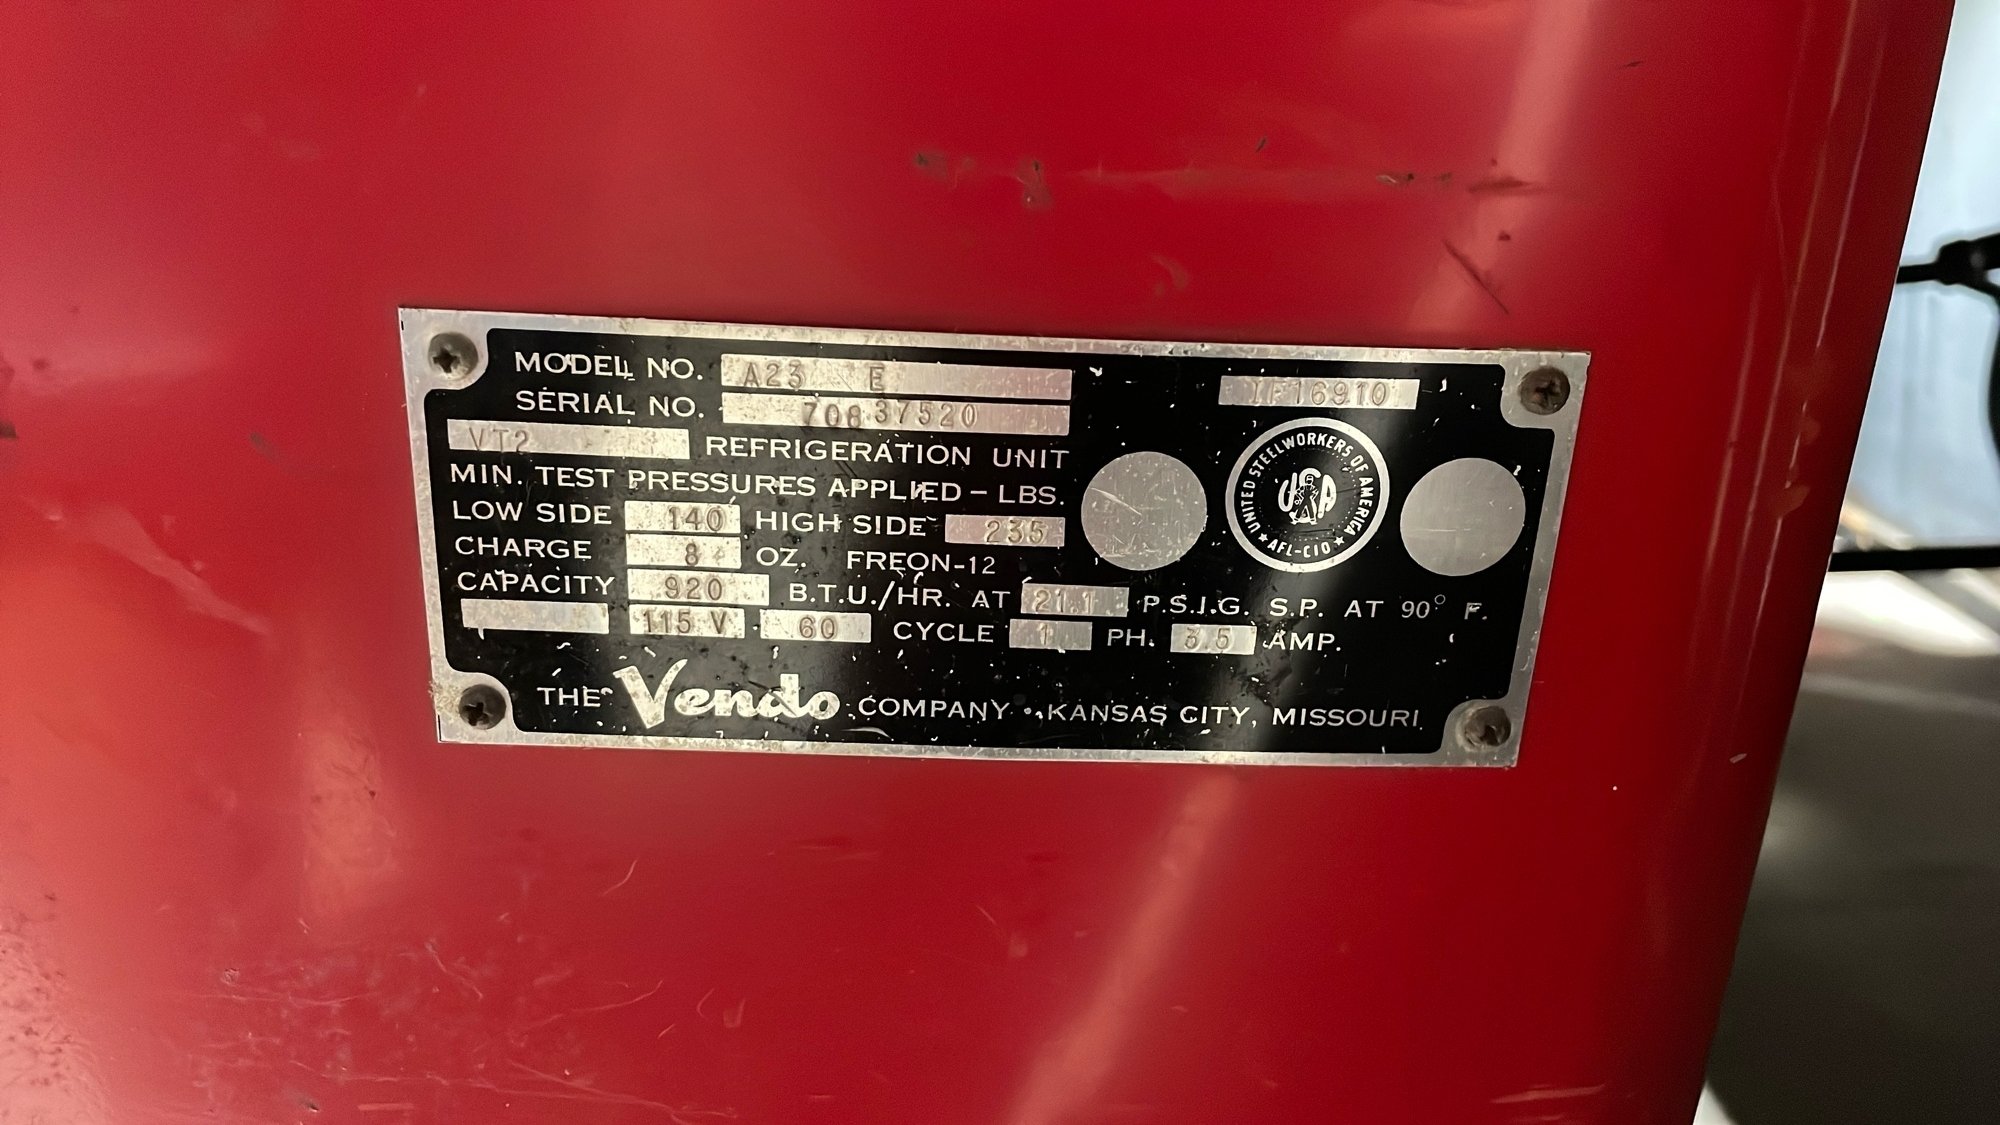 MODEL NO. A23 E
SERIAL NO. 70837520
IF16910
VT2 REFRIGERATION UNIT
MIN. TEST PRESSURES APPLIED - LBS.
LOW SIDE 140 HIGH SIDE 235
CHARGE 8 OZ. FREON-12
CAPACITY 920 B.T.U./HR. AT 21.1 P.S.I.G. S.P. AT 90° F.
115 V 60 CYCLE 1 PH. 3.5 AMP.
UNITED STEELWORKERS OF AMERICA
USA
★ AFL-CIO ★
THE Vendo COMPANY • KANSAS CITY, MISSOURI